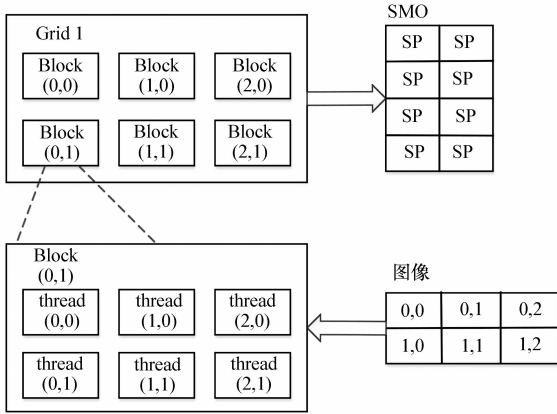 Grid 1
Block Block Block
(0,0) (1,0) (2,0)
Block Block Block
(0,1) (1,1) (2,1)
SMO
SP SP
SP SP
SP SP
SP SP
Block
(0,1)
thread thread thread
(0,0) (1,0) (2,0)
thread thread thread
(0,1) (1,1) (2,1)
图像
0,0 0,1 0,2
1,0 1,1 1,2